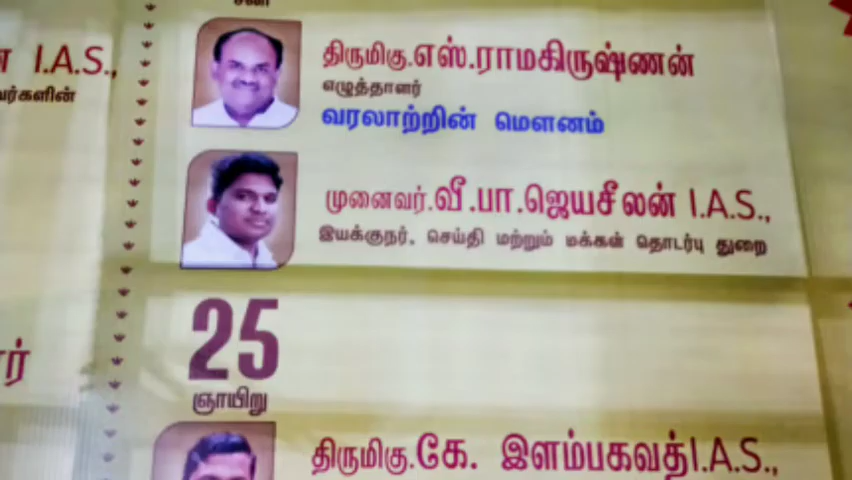 சனி
I.A.S.,
திருமிகு.எஸ்.ராமகிருஷ்ணன்
எழுத்தாளர்
வரலாற்றின் மௌனம்
முனைவர்.வீ.பா.ஜெயசீலன் I.A.S.,
இயக்குநர், செய்தி மற்றும் மக்கள் தொடர்பு துறை
25
ஞாயிறு
திருமிகு.கே. இளம்பகவத்I.A.S.,